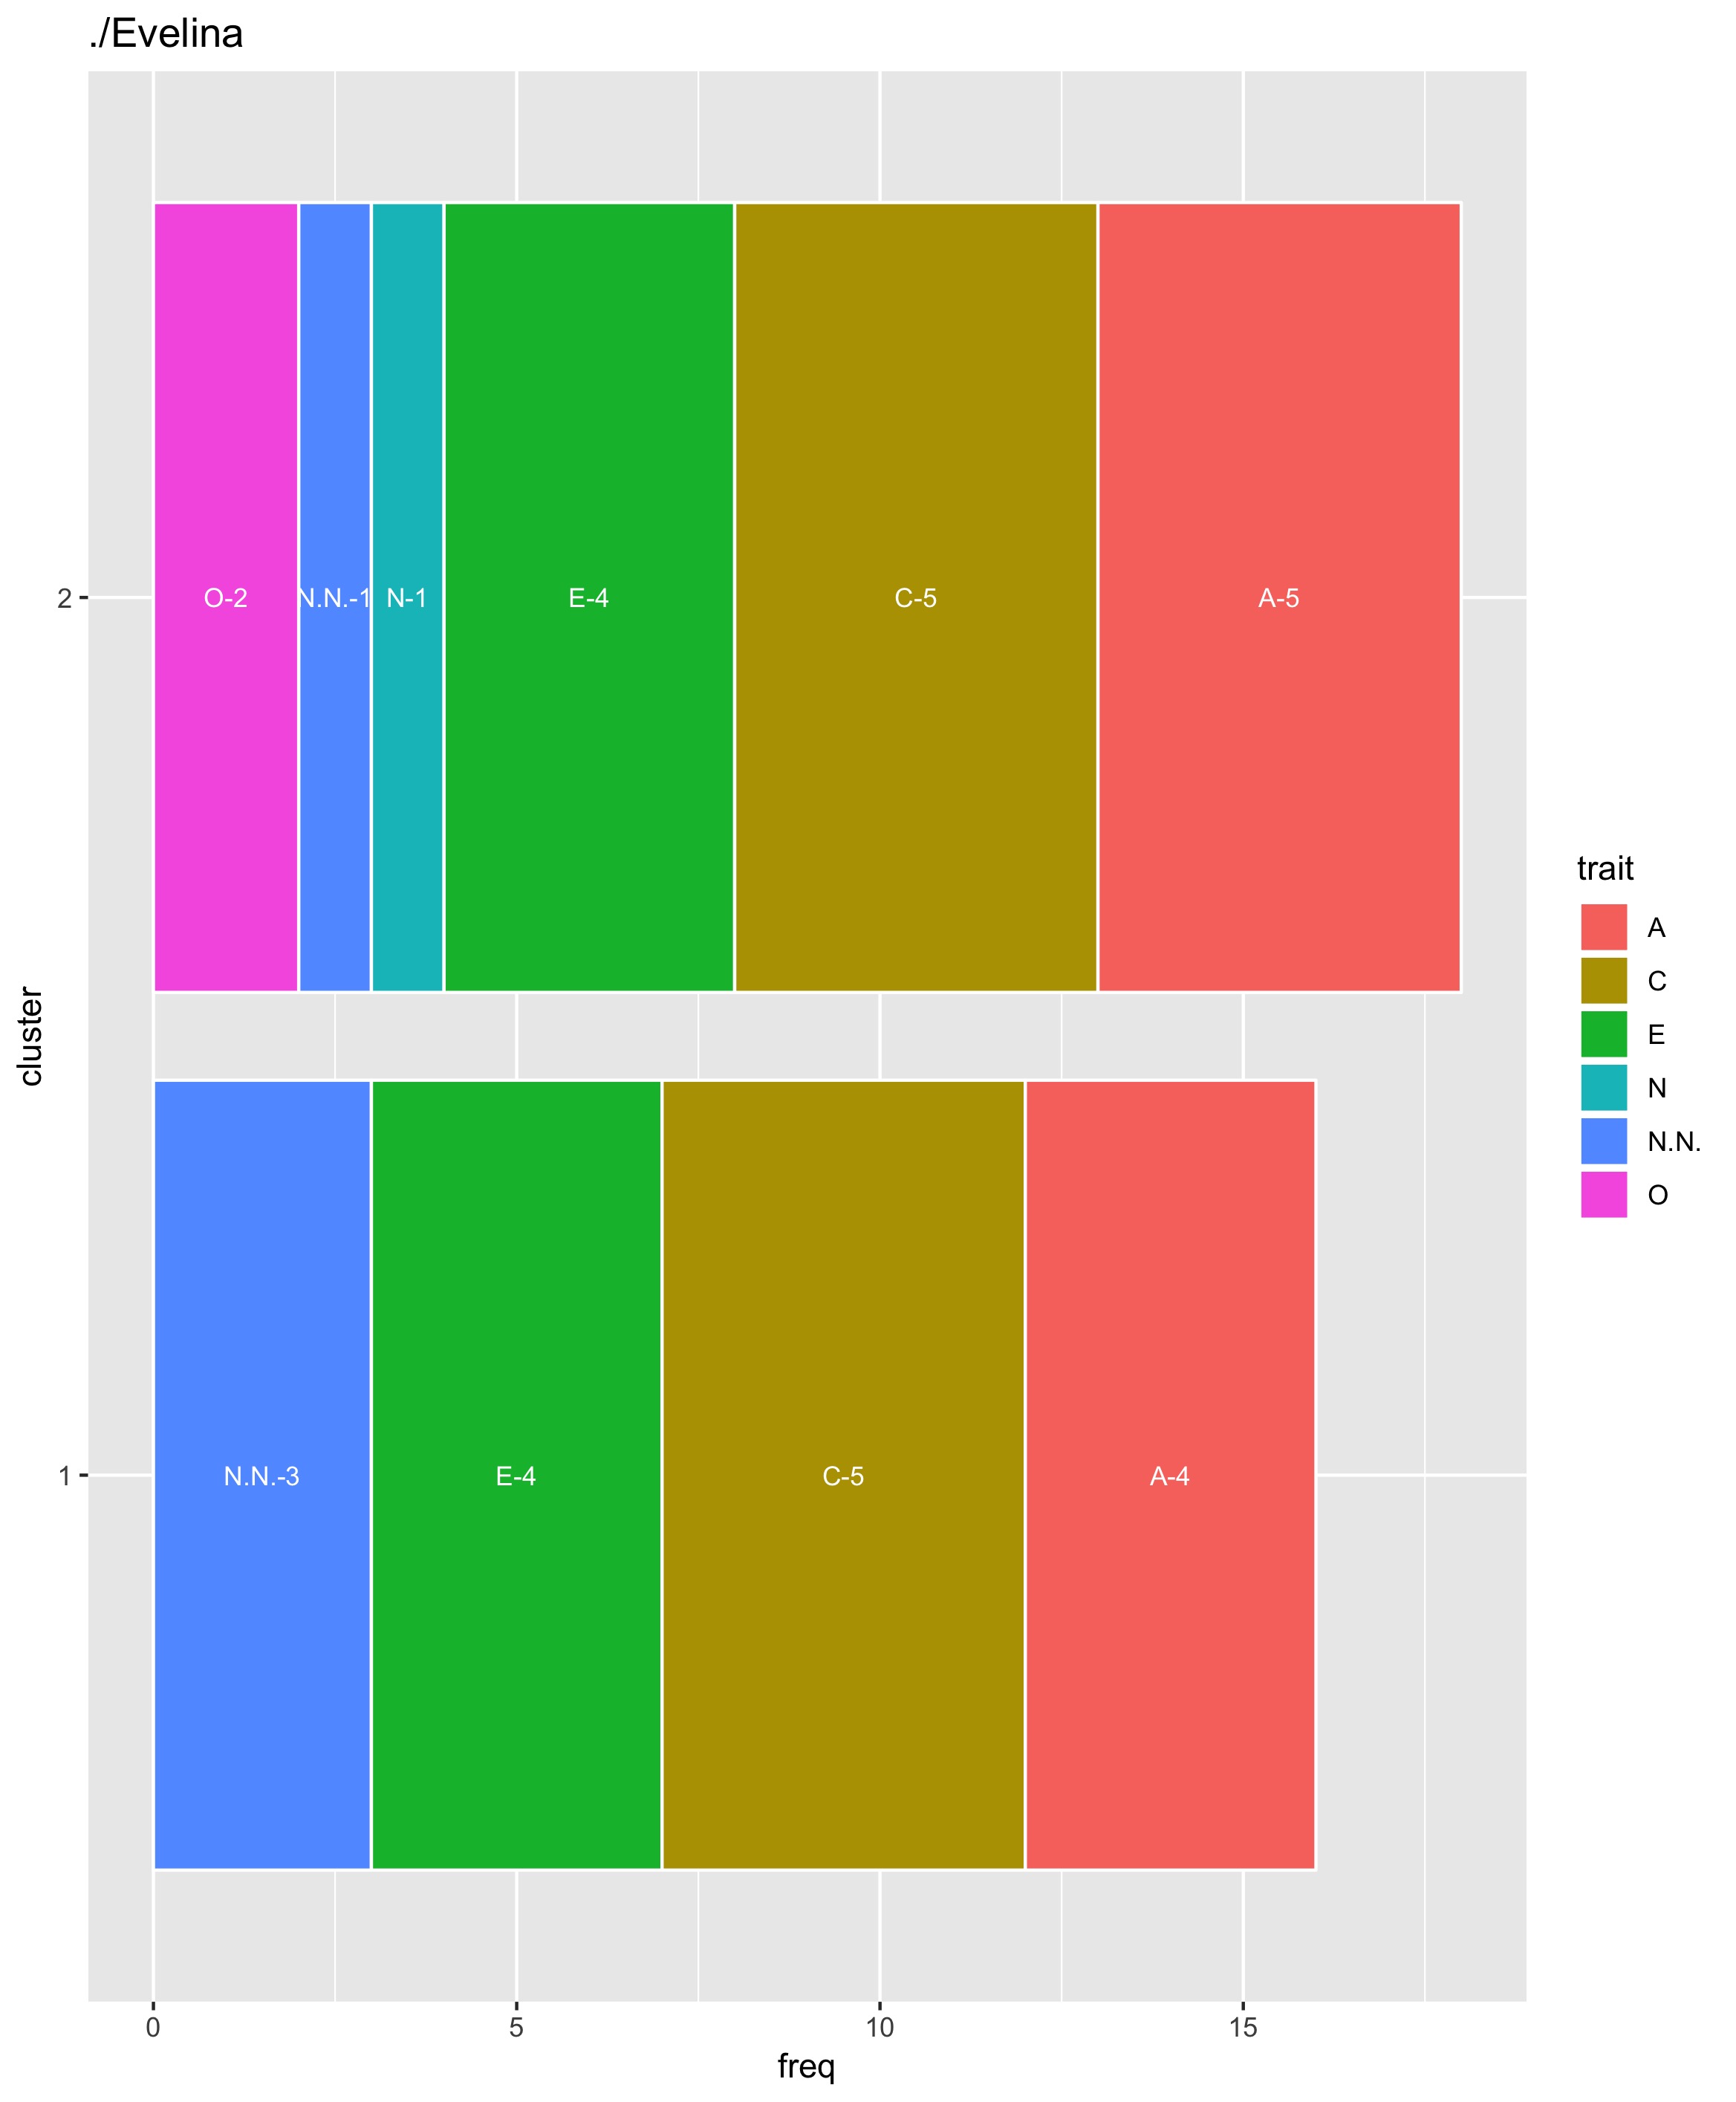 ./Evelina
cluster
2
O-2
N.N.-1
N-1
E-4
C-5
A-5
1
N.N.-3
E-4
C-5
A-4
0
5
10
15
freq
trait
A
C
E
N
N.N.
O